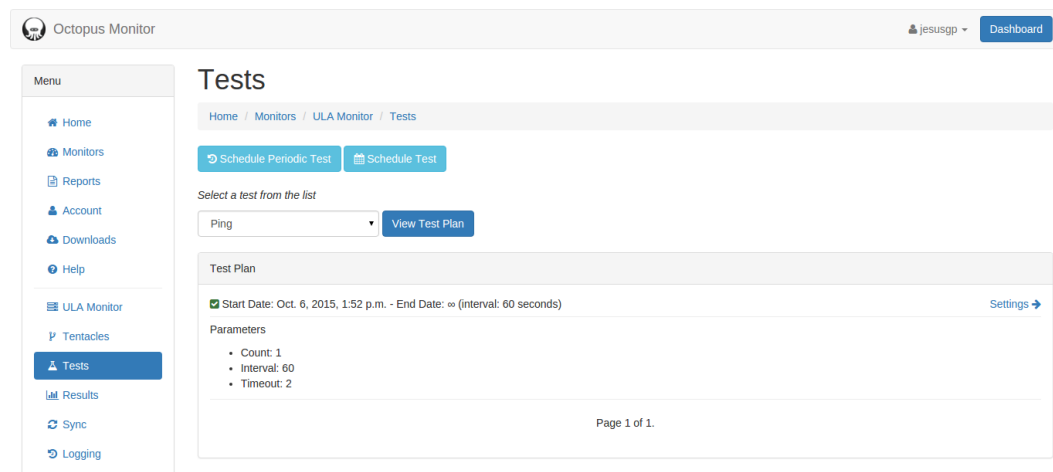 Octopus Monitor
jesusgp
Dashboard
Menu
Home
Monitors
Reports
Account
Downloads
Help
ULA Monitor
Tentacles
Tests
Results
Sync
Logging
Tests
Home / Monitors / ULA Monitor / Tests
Schedule Periodic Test
Schedule Test
Select a test from the list
Ping
View Test Plan
Test Plan
Start Date: Oct. 6, 2015, 1:52 p.m. - End Date: ∞ (interval: 60 seconds)
Settings
Parameters
• Count: 1
• Interval: 60
• Timeout: 2
Page 1 of 1.